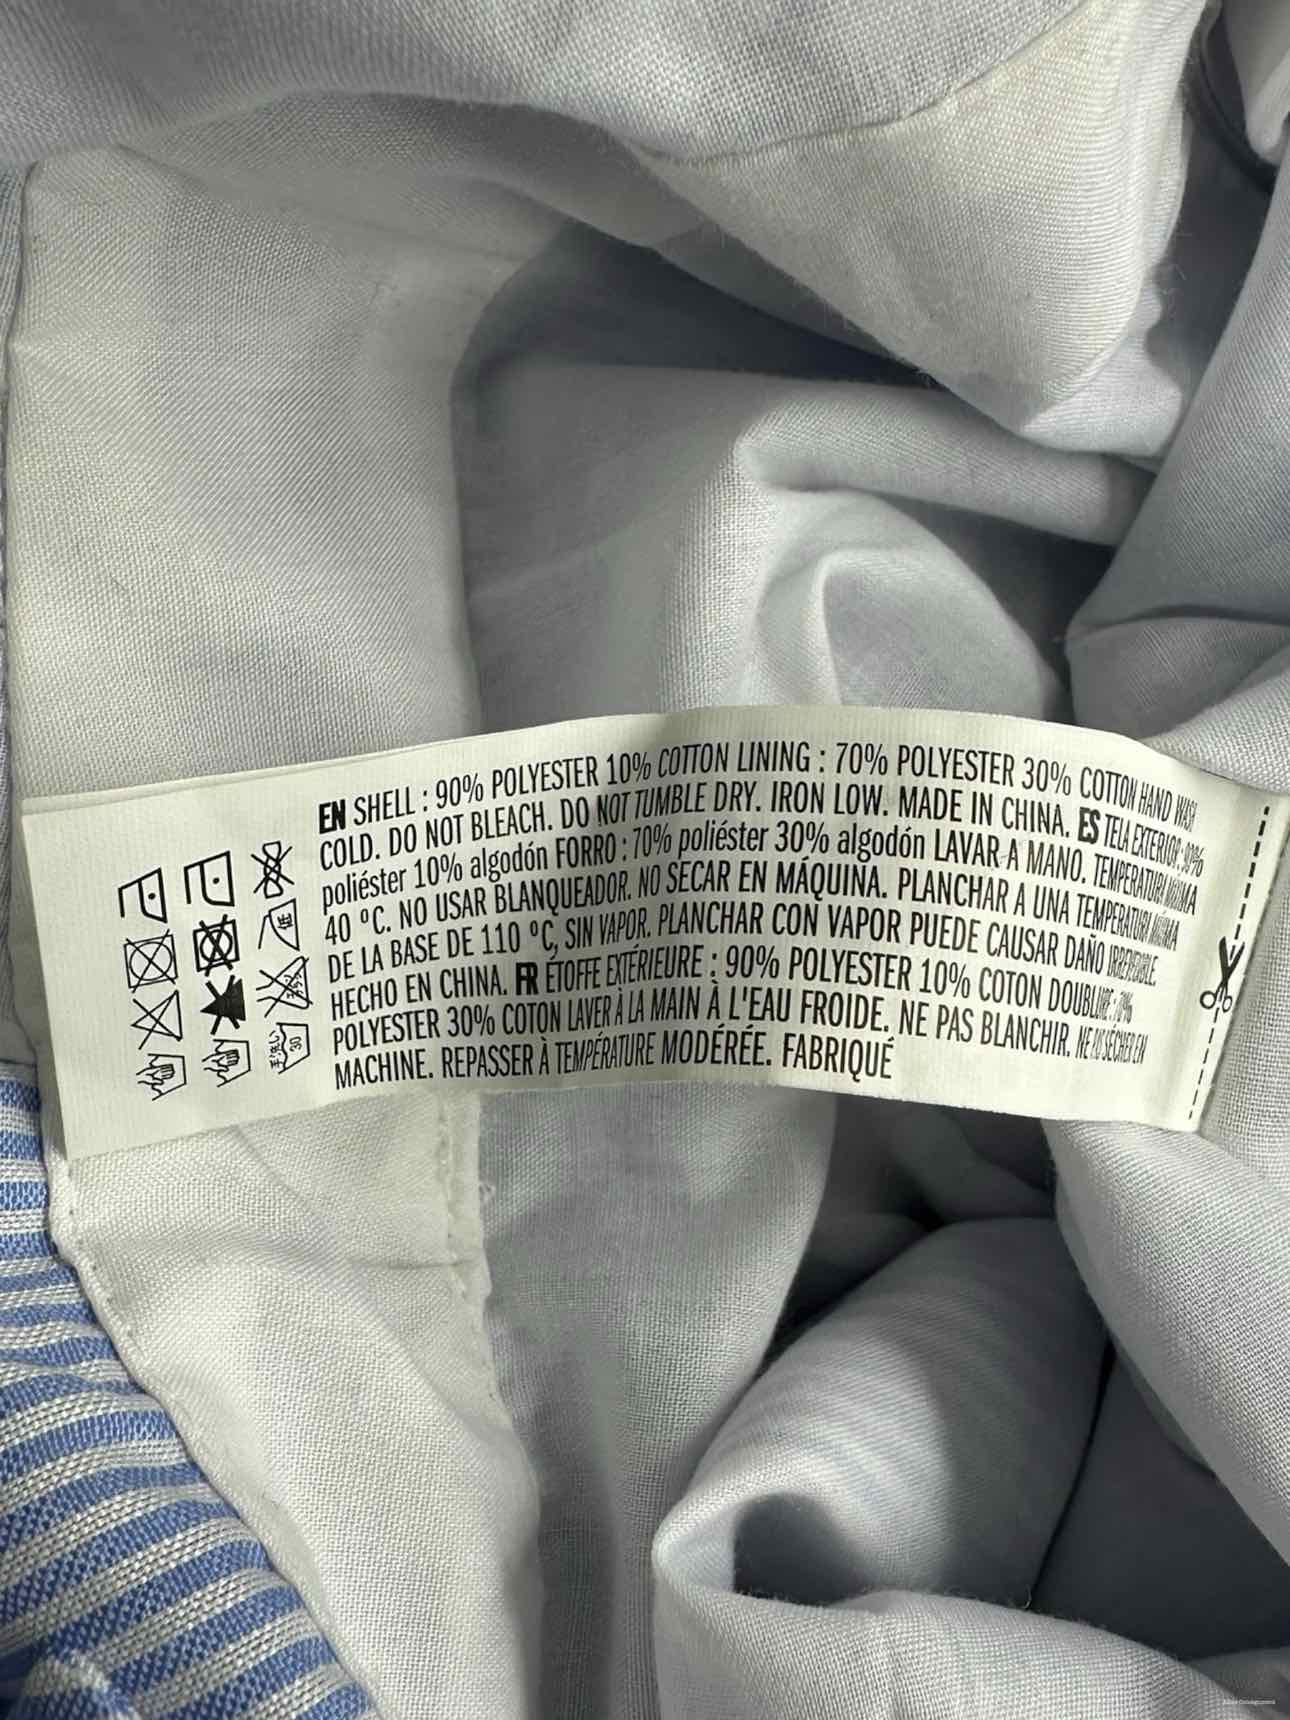 EN SHELL : 90% POLYESTER 10% COTTON LINING : 70% POLYESTER 30% COTTON HAND WASH
COLD. DO NOT BLEACH. DO NOT TUMBLE DRY. IRON LOW. MADE IN CHINA. ES TELA EXTERIOR: 90%
poliéster 10% algodón FORRO : 70% poliéster 30% algodón LAVAR A MANO. TEMPERATURA MÁXIMA
40 ºC. NO USAR BLANQUEADOR. NO SECAR EN MÁQUINA. PLANCHAR A UNA TEMPERATURA MÁXIMA
DE LA BASE DE 110 ºC, SIN VAPOR. PLANCHAR CON VAPOR PUEDE CAUSAR DAÑO IRREVERSIBLE.
HECHO EN CHINA. FR ÉTOFFE EXTÉRIEURE : 90% POLYESTER 10% COTON DOUBLURE : 70%
POLYESTER 30% COTON LAVER À LA MAIN À L'EAU FROIDE. NE PAS BLANCHIR. NE PAS SÉCHER EN
MACHINE. REPASSER À TEMPÉRATURE MODÉRÉE. FABRIQUÉ
低
30